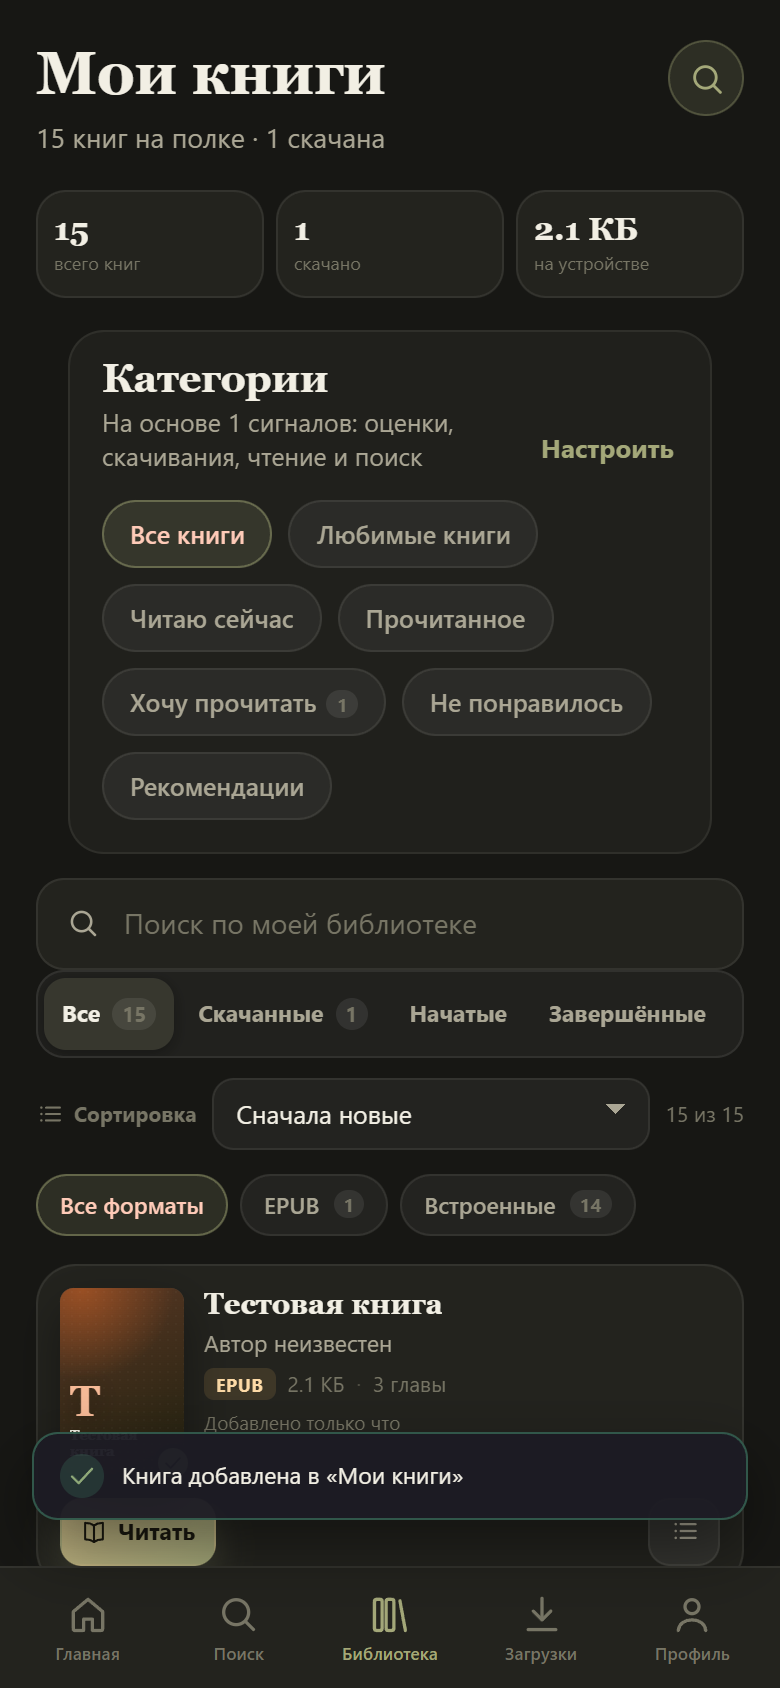 Мои книги
15 книг на полке · 1 скачана
15
всего книг
1
скачано
2.1 КБ
на устройстве
Категории
На основе 1 сигналов: оценки,
скачивания, чтение и поиск
Настроить
Все книги
Любимые книги
Читаю сейчас
Прочитанное
Хочу прочитать 1
Не понравилось
Рекомендации
Поиск по моей библиотеке
Все 15
Скачанные 1
Начатые
Завершённые
Сортировка
Сначала новые
15 из 15
Все форматы
EPUB 1
Встроенные 14
Т
Тестовая
книга
Тестовая книга
Автор неизвестен
EPUB 2.1 КБ · 3 главы
Добавлено только что
Книга добавлена в «Мои книги»
Читать
Главная
Поиск
Библиотека
Загрузки
Профиль